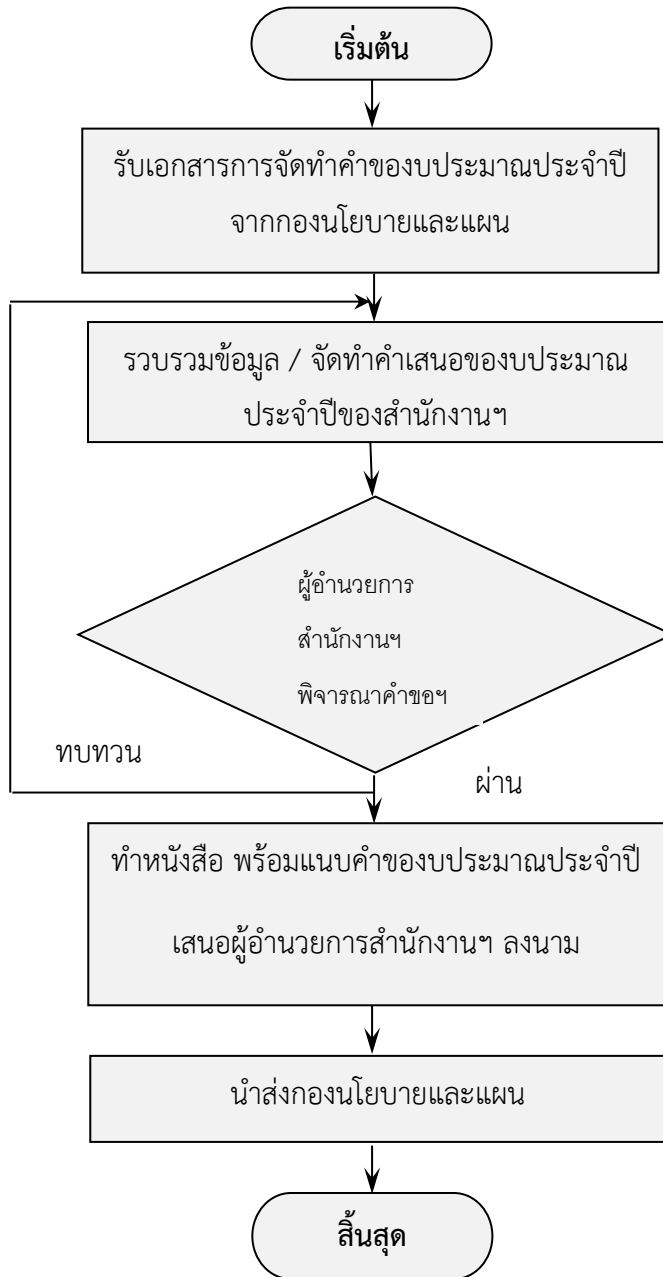 เริ่มต้น
รับเอกสารการจัดทำคำของบประมาณประจำปี
จากกองนโยบายและแผน
รวบรวมข้อมูล / จัดทำคำเสนอของบประมาณ
ประจำปีของสำนักงานฯ
ผู้อำนวยการ
สำนักงานฯ
พิจารณาคำขอฯ
ทบทวน
ผ่าน
ทำหนังสือ พร้อมแนบคำของบประมาณประจำปี
เสนอผู้อำนวยการสำนักงานฯ ลงนาม
นำส่งกองนโยบายและแผน
สิ้นสุด